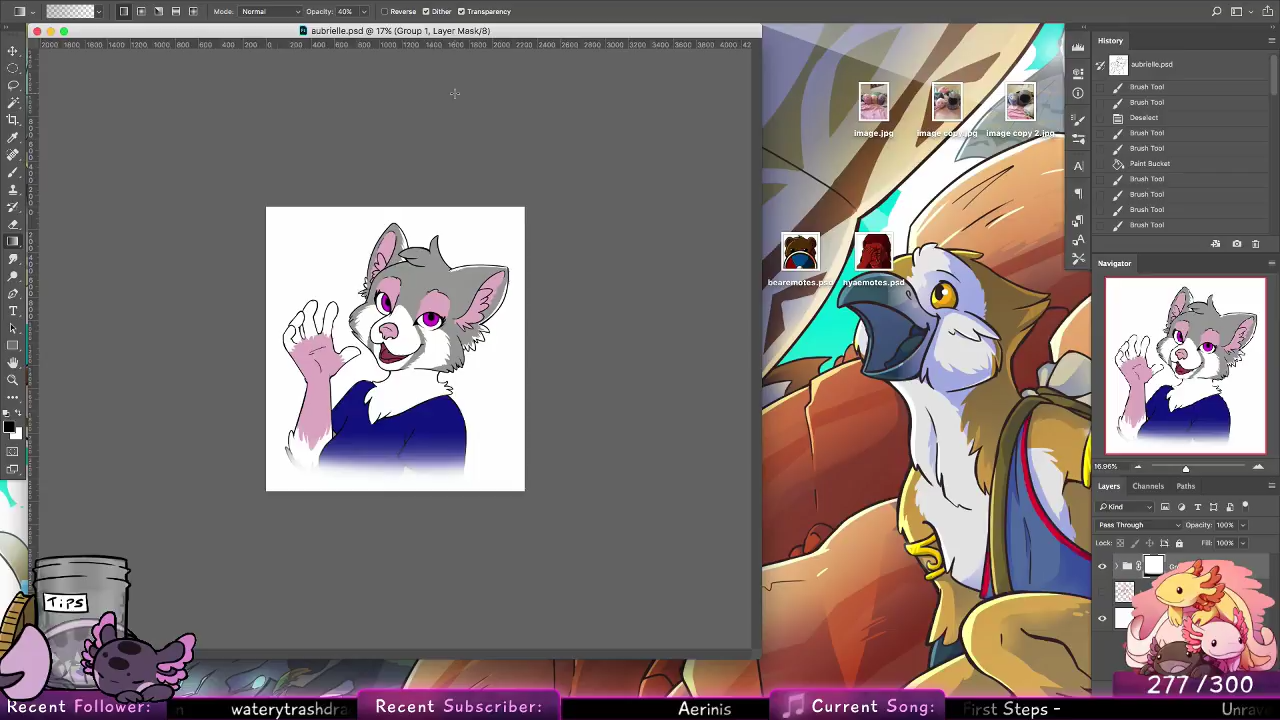 Mode: Normal Opacity: 40% Reverse Dither Transparency
aubrielle.psd @ 17% (Group 1, Layer Mask/8)
History
aubrielle.psd
Brush Tool
Brush Tool
Deselect
Brush Tool
Brush Tool
Paint Bucket
Brush Tool
Brush Tool
Brush Tool
Brush Tool
image.jpg
image copy.jpg
image copy 2.jpg
bearemotes.psd
nyaemotes.psd
Navigator
16.96%
Layers Channels Paths
Kind
Pass Through Opacity: 100%
Lock: Fill: 100%
TiPS
277 /300
Recent Follower: waterytrashdra
Recent Subscriber: Aerinis
Current Song: First Steps - Unrav